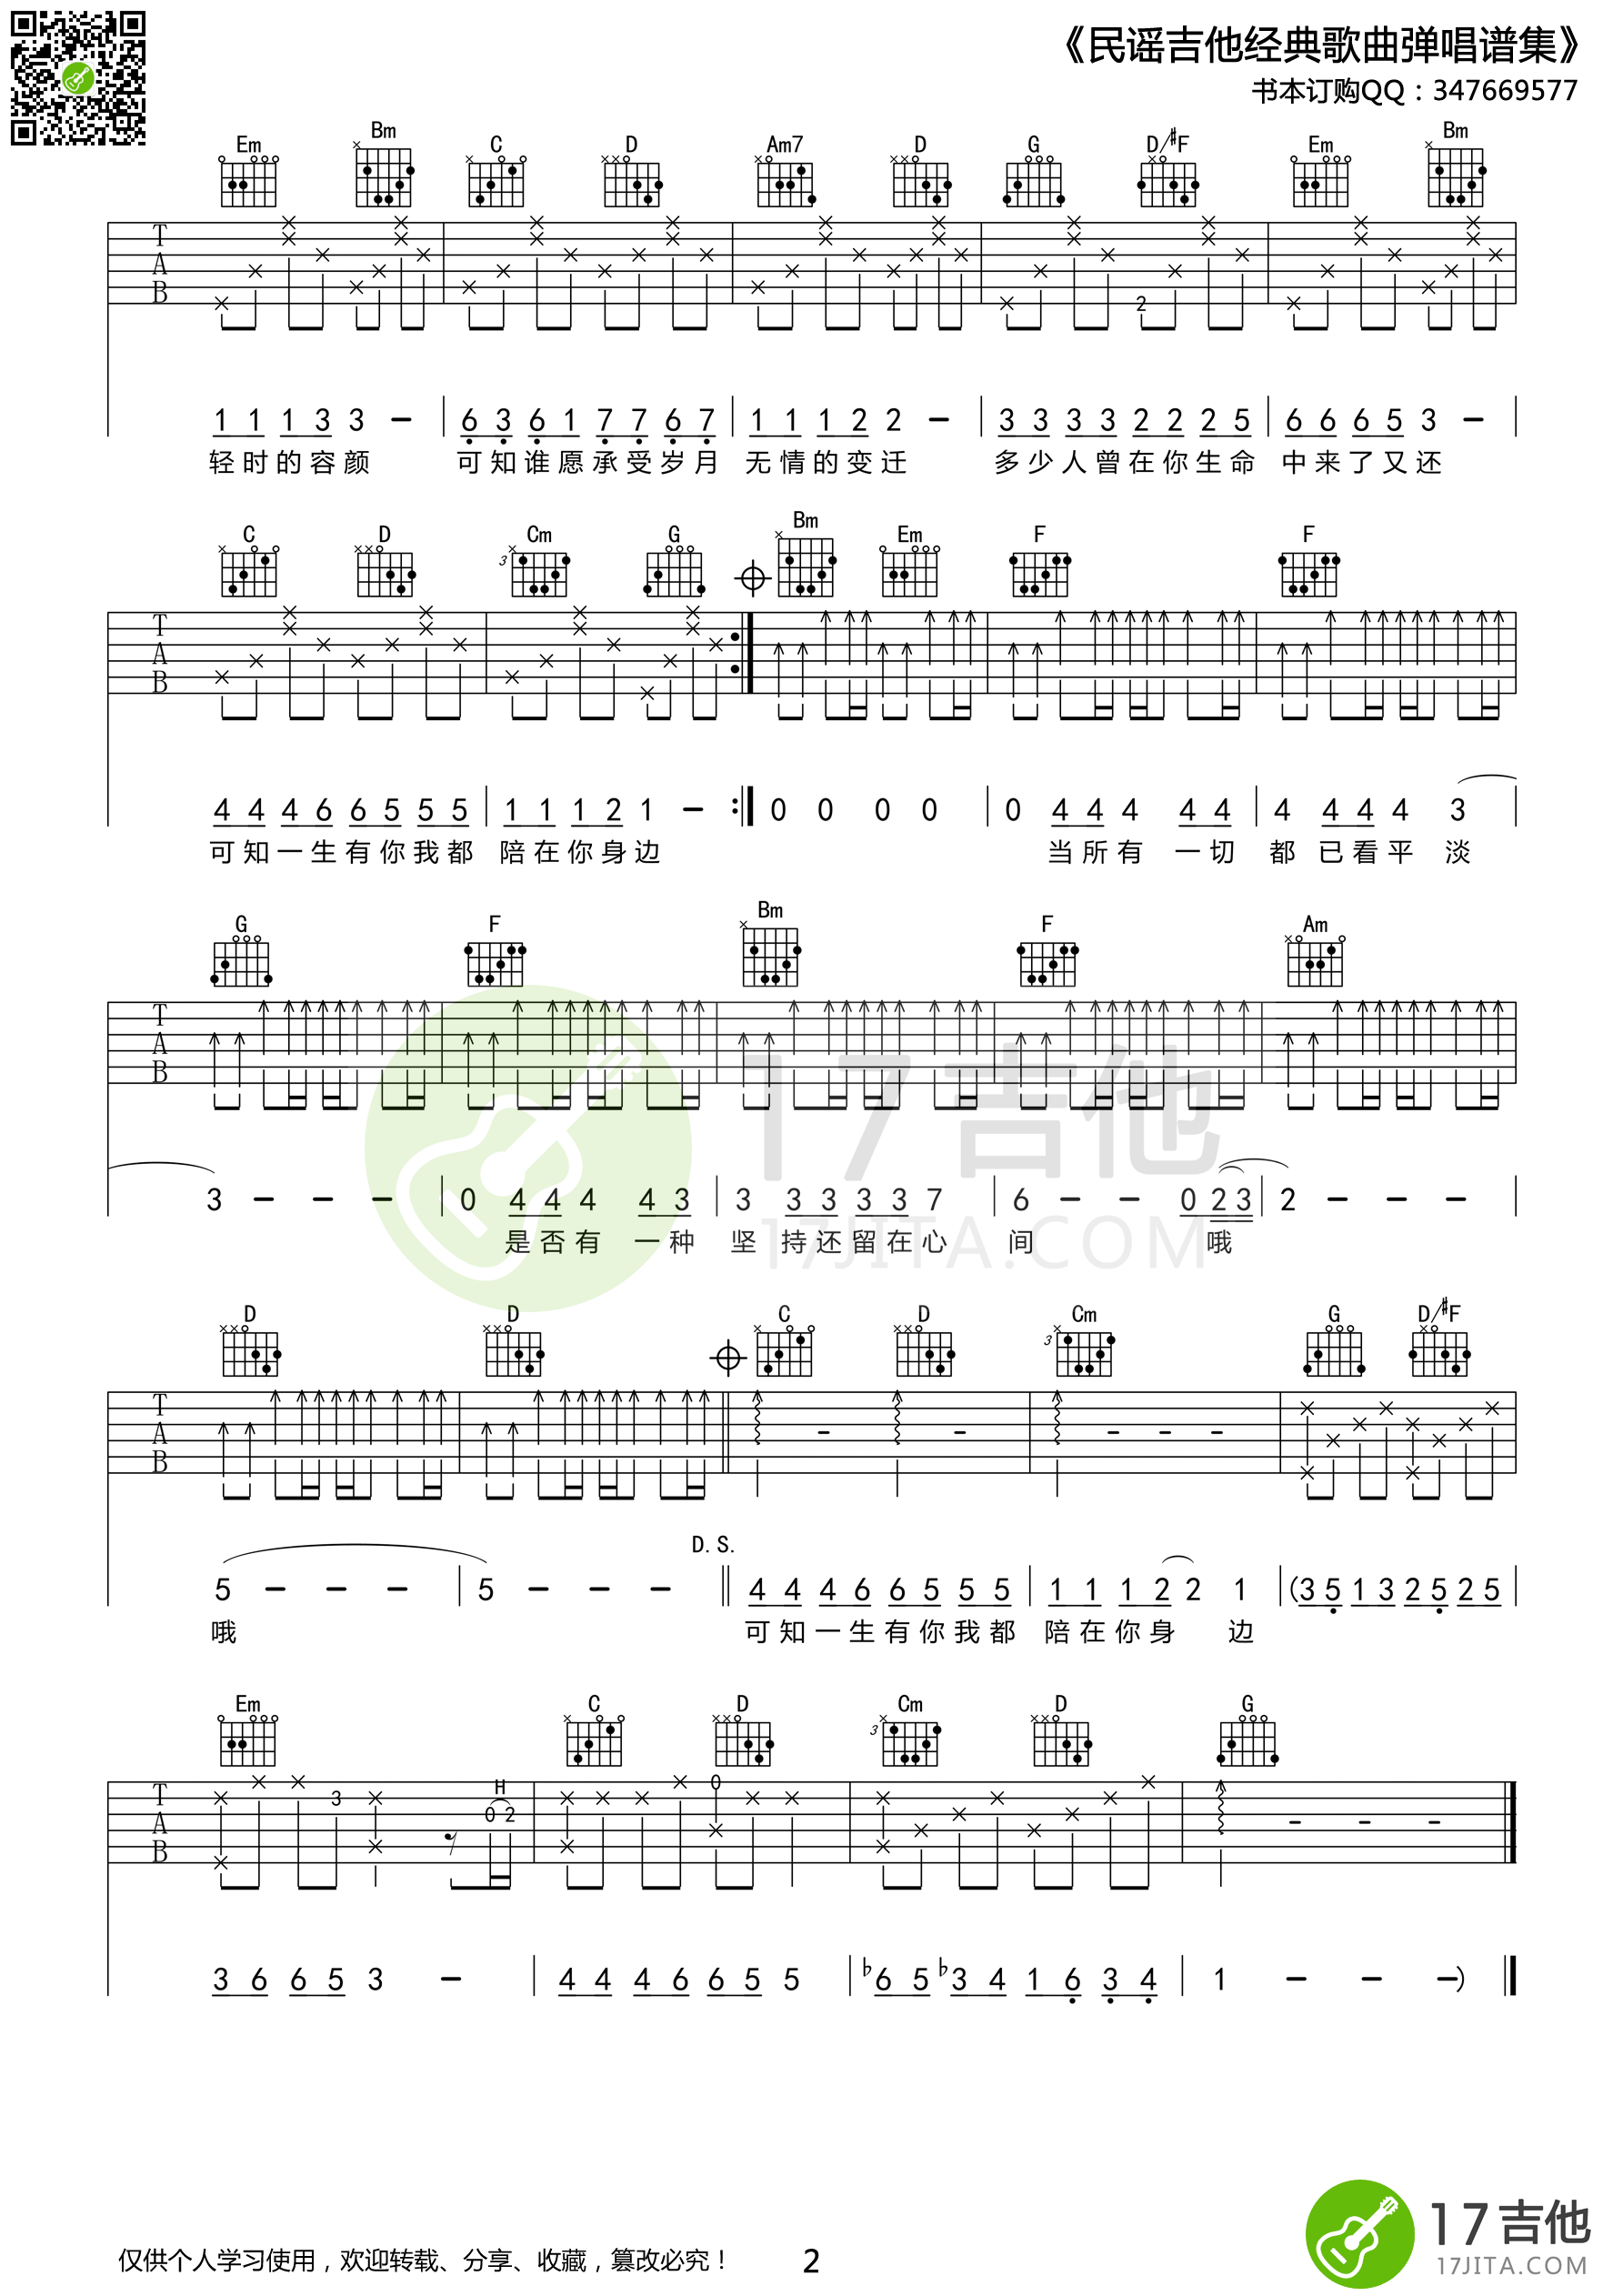 《民谣吉他经典歌曲弹唱谱集》
书本订购QQ：347669577
Em Bm C D Am7 D G D/#F Em Bm
T
A
B
2
1 1 1 3 3 - 6 3 6 1 7 7 6 7 1 1 1 2 2 - 3 3 3 3 2 2 2 5 6 6 6 5 3 -
轻时的容颜 可知谁愿承受岁月 无情的变迁 多少人曾在你生命 中来了又还
C D Cm G Bm Em F F
3
T
A
B
4 4 4 6 6 5 5 5 1 1 1 2 1 - 0 0 0 0 0 4 4 4 4 4 4 4 4 4 3
可知一生有你我都 陪在你身边 当所有 一切 都 已看平 淡
G F Bm F Am
T
A
B
3 - - - 0 4 4 4 4 3 3 3 3 3 3 7 6 - - 0 2 3 2 - - -
是否有 一种 坚 持还留在心 间 哦
D D C D Cm G D/#F
3
T
A
B
D. S.
5 - - - 5 - - - 4 4 4 6 6 5 5 5 1 1 1 2 2 1 (3 5 1 3 2 5 2 5
哦 可知一生有你我都 陪在你身 边
Em C D Cm D G
3
T
A
B
3 H 0 2 0
3 6 6 5 3 - 4 4 4 6 6 5 5 ♭6 5 ♭3 4 1 6 3 4 1 - - -)
17吉他
17JITA.COM
仅供个人学习使用，欢迎转载、分享、收藏，篡改必究！
2
17吉他
17JITA.COM